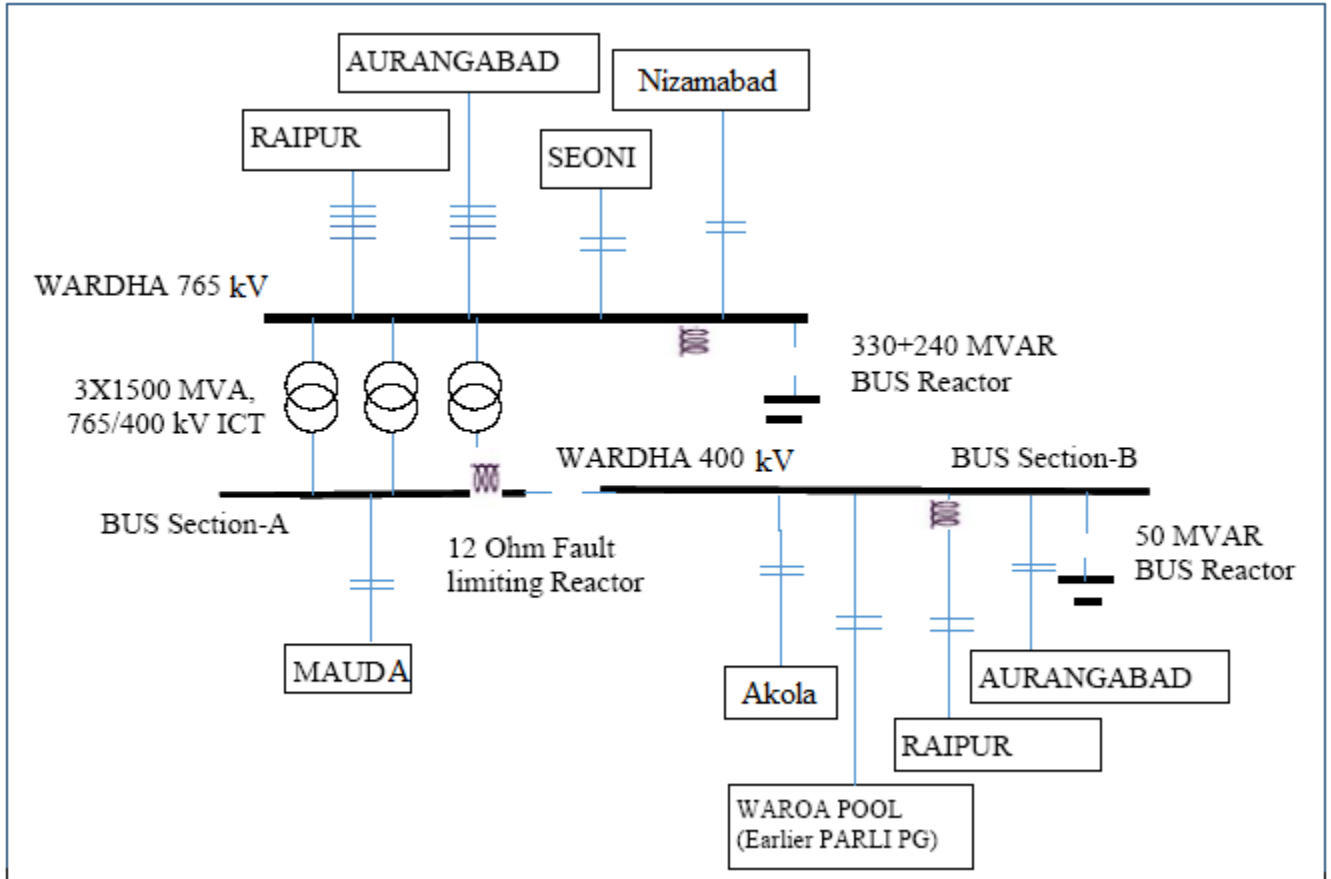 AURANGABAD
Nizamabad
RAIPUR
SEONI
WARDHA 765 kV
330+240 MVAR
BUS Reactor
3X1500 MVA,
765/400 kV ICT
WARDHA 400 kV
BUS Section-B
BUS Section-A
12 Ohm Fault
limiting Reactor
50 MVAR
BUS Reactor
MAUDA
Akola
AURANGABAD
RAIPUR
WAROA POOL
(Earlier PARLI PG)